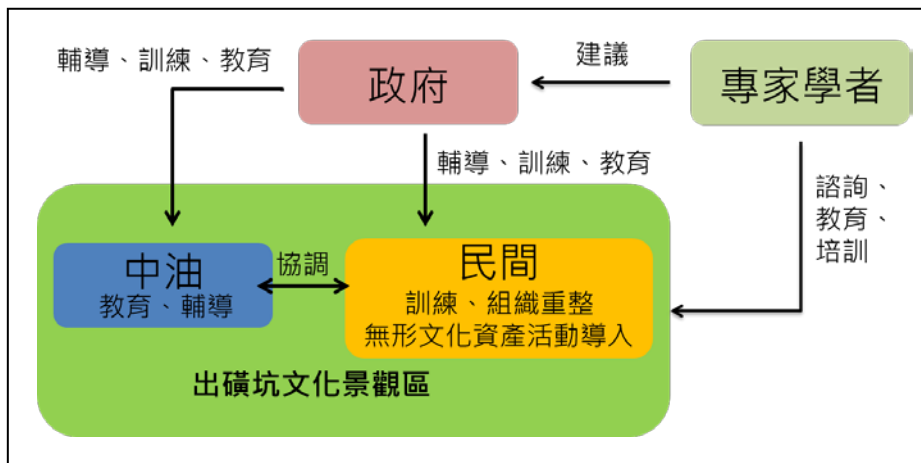 輔導、訓練、教育
政府
建議
專家學者
輔導、訓練、教育
諮詢、
教育、
培訓
中油
教育、輔導
協調
民間
訓練、組織重整
無形文化資產活動導入
出磺坑文化景觀區